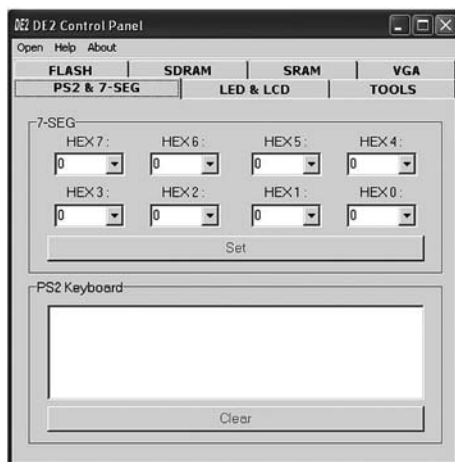 DE2 DE2 Control Panel
Open Help About
FLASH SDRAM SRAM VGA
PS2 & 7-SEG LED & LCD TOOLS
7-SEG
HEX7: HEX6: HEX5: HEX4:
0 0 0 0
HEX3: HEX2: HEX1: HEX0:
0 0 0 0
Set
PS2 Keyboard
Clear